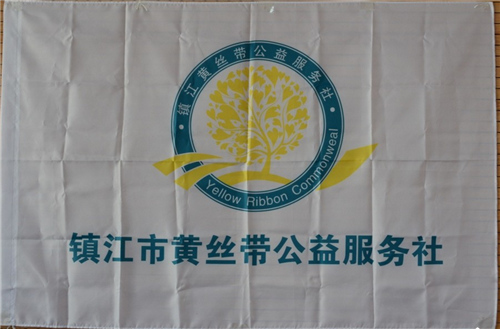 ·镇江黄丝带公益服务社·
Yellow Ribbon Commonweal
镇江市黄丝带公益服务社